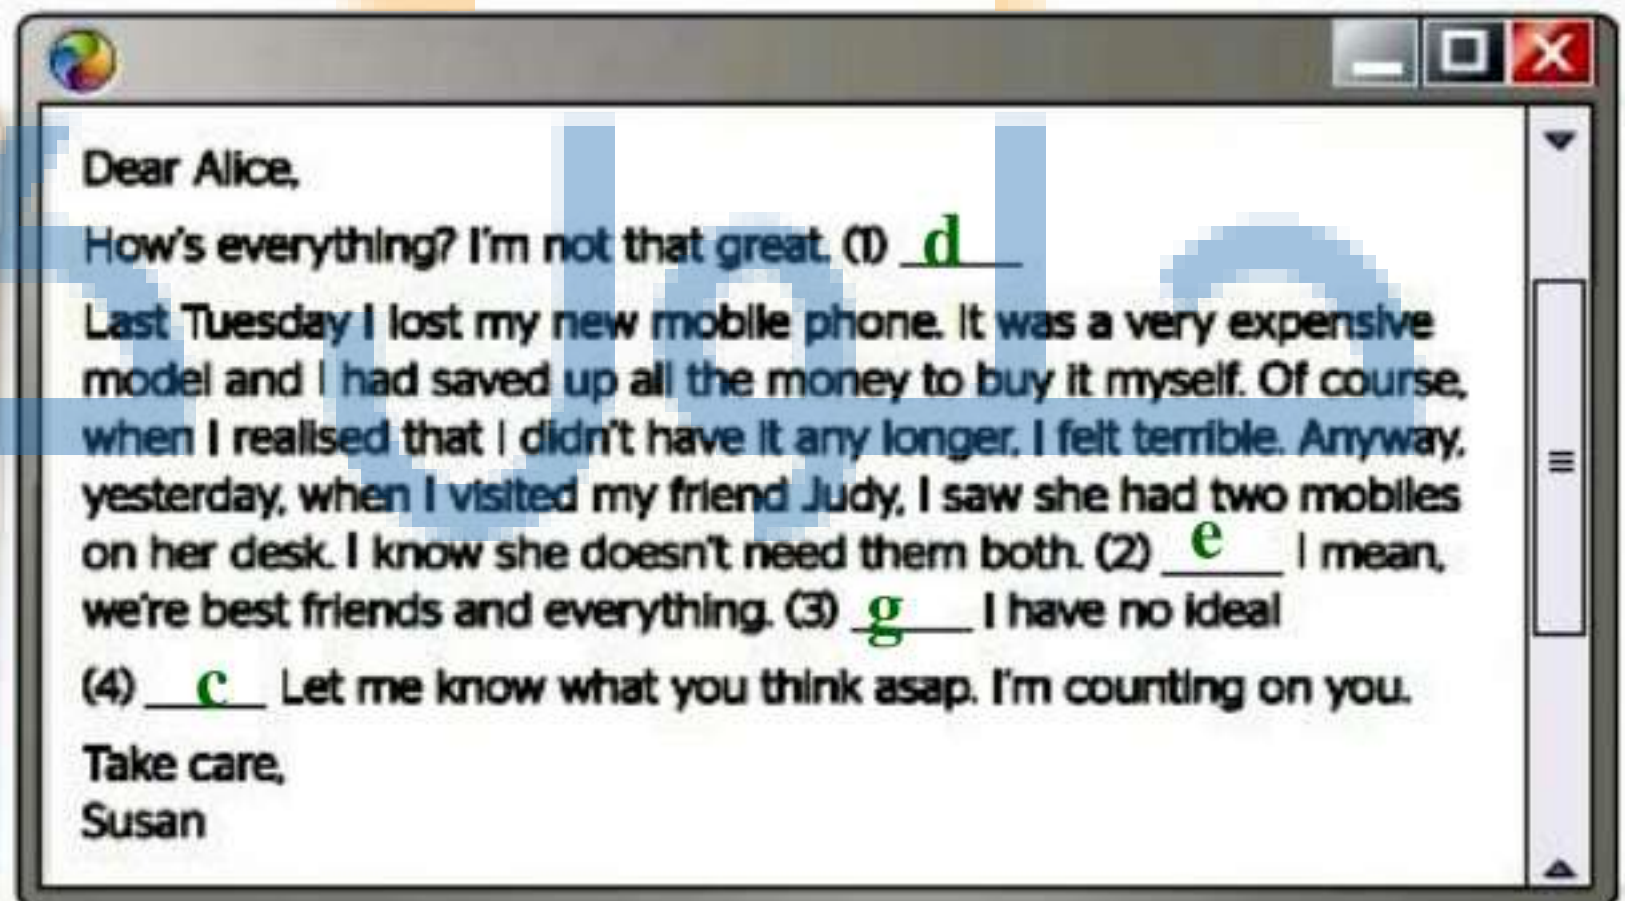 Dear Alice,
How's everything? I'm not that great. (1) d
Last Tuesday I lost my new mobile phone. It was a very expensive
model and I had saved up all the money to buy it myself. Of course,
when I realised that I didn't have it any longer, I felt terrible. Anyway,
yesterday, when I visited my friend Judy, I saw she had two mobiles
on her desk. I know she doesn't need them both. (2) e I mean,
we're best friends and everything. (3) g I have no idea!
(4) c Let me know what you think asap. I'm counting on you.
Take care,
Susan